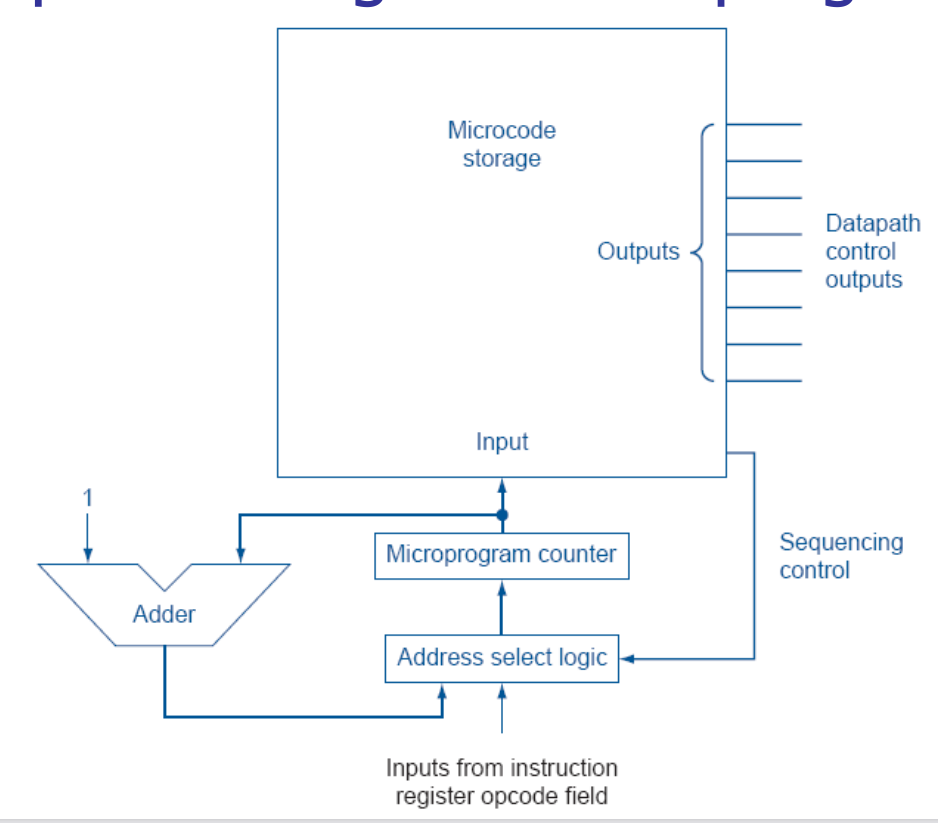 Microcode
storage
Outputs
Datapath
control
outputs
Input
1
Microprogram counter
Sequencing
control
Adder
Address select logic
Inputs from instruction
register opcode field